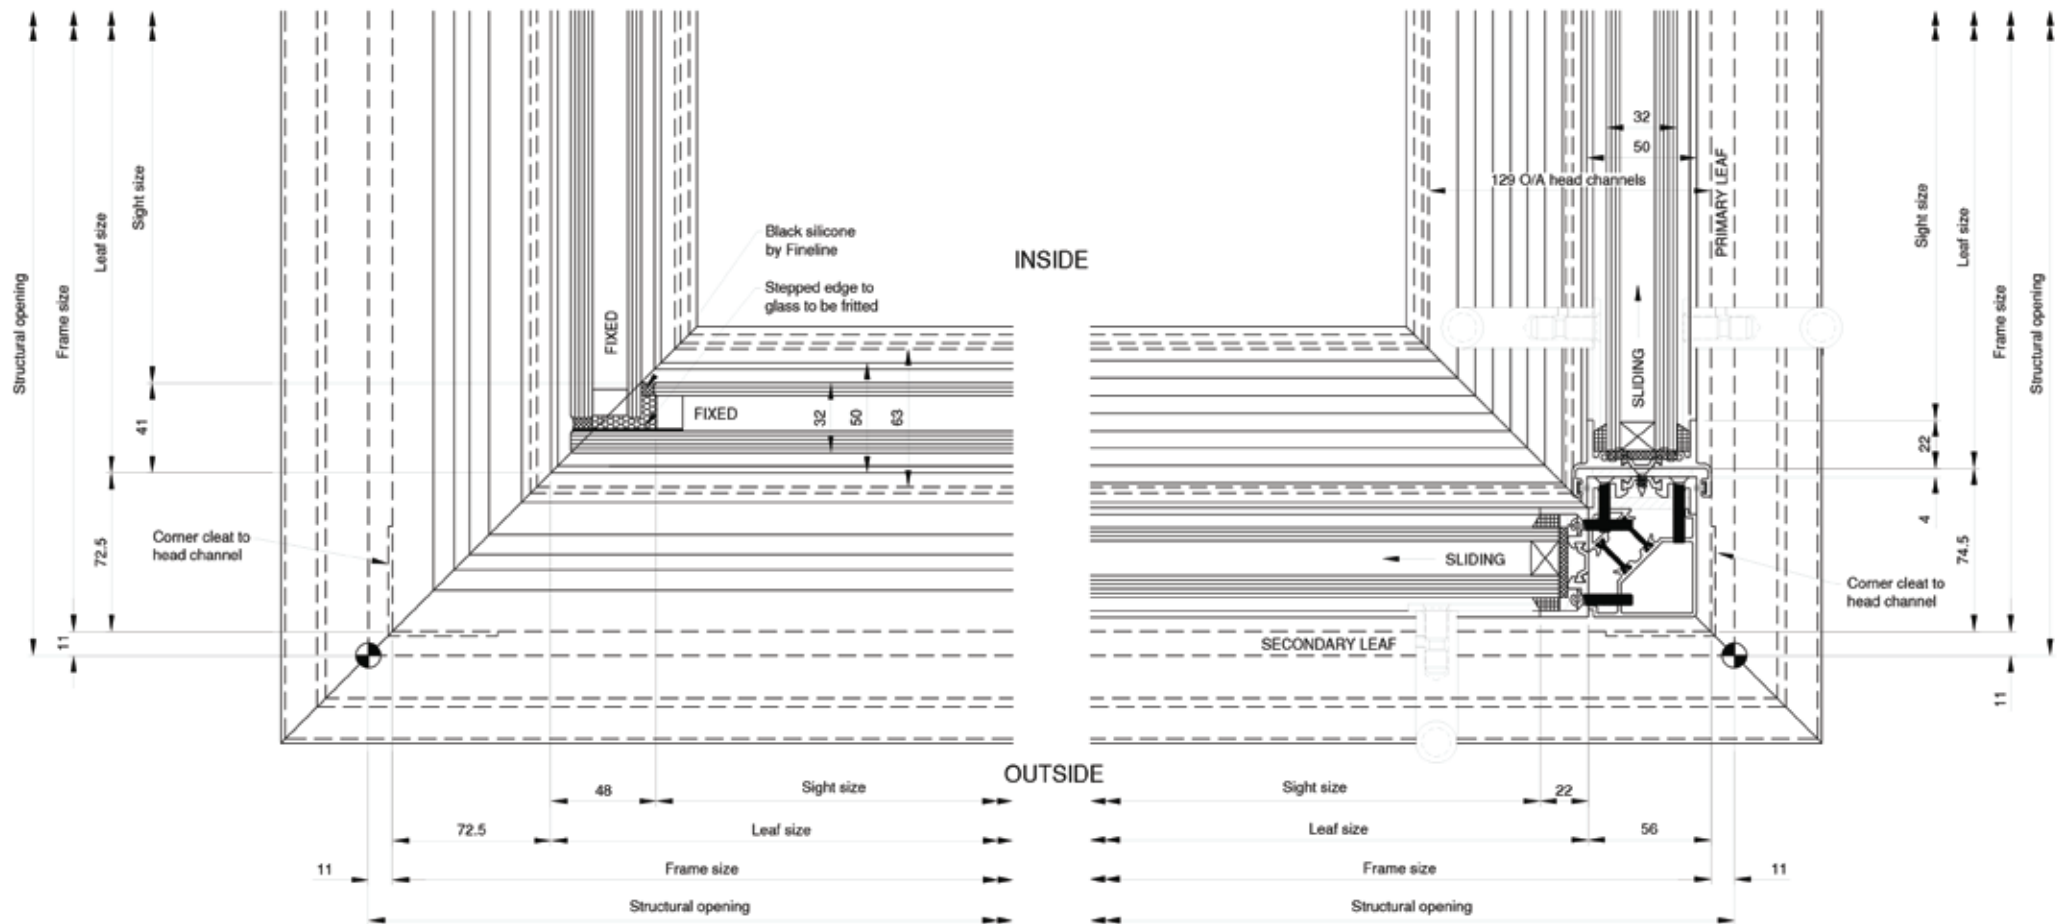 Structural opening
Frame size
Leaf size
Sight size
41
72.5
11
Corner cleat to
head channel
FIXED
Black silicone
by Fineline
Stepped edge to
glass to be fritted
FIXED
32
50
63
INSIDE
OUTSIDE
48
Sight size
72.5
Leaf size
11
Frame size
Structural opening
32
50
129 O/A head channels
PRIMARY LEAF
SLIDING
SLIDING
SECONDARY LEAF
Corner cleat to
head channel
Sight size
Leaf size
Frame size
Structural opening
22
4
74.5
11
Sight size
22
Leaf size
56
Frame size
11
Structural opening